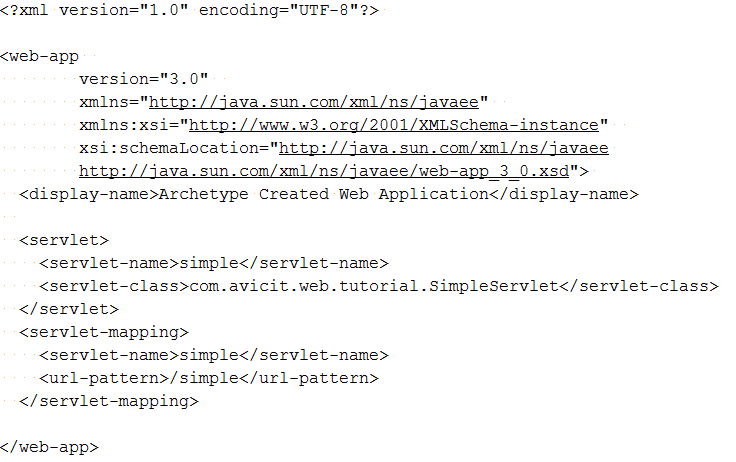 <?xml version="1.0" encoding="UTF-8"?>
<web-app
version="3.0"
xmlns="http://java.sun.com/xml/ns/javaee"
xmlns:xsi="http://www.w3.org/2001/XMLSchema-instance"
xsi:schemaLocation="http://java.sun.com/xml/ns/javaee
http://java.sun.com/xml/ns/javaee/web-app_3_0.xsd">
<display-name>Archetype Created Web Application</display-name>
<servlet>
<servlet-name>simple</servlet-name>
<servlet-class>com.avicit.web.tutorial.SimpleServlet</servlet-class>
</servlet>
<servlet-mapping>
<servlet-name>simple</servlet-name>
<url-pattern>/simple</url-pattern>
</servlet-mapping>
</web-app>